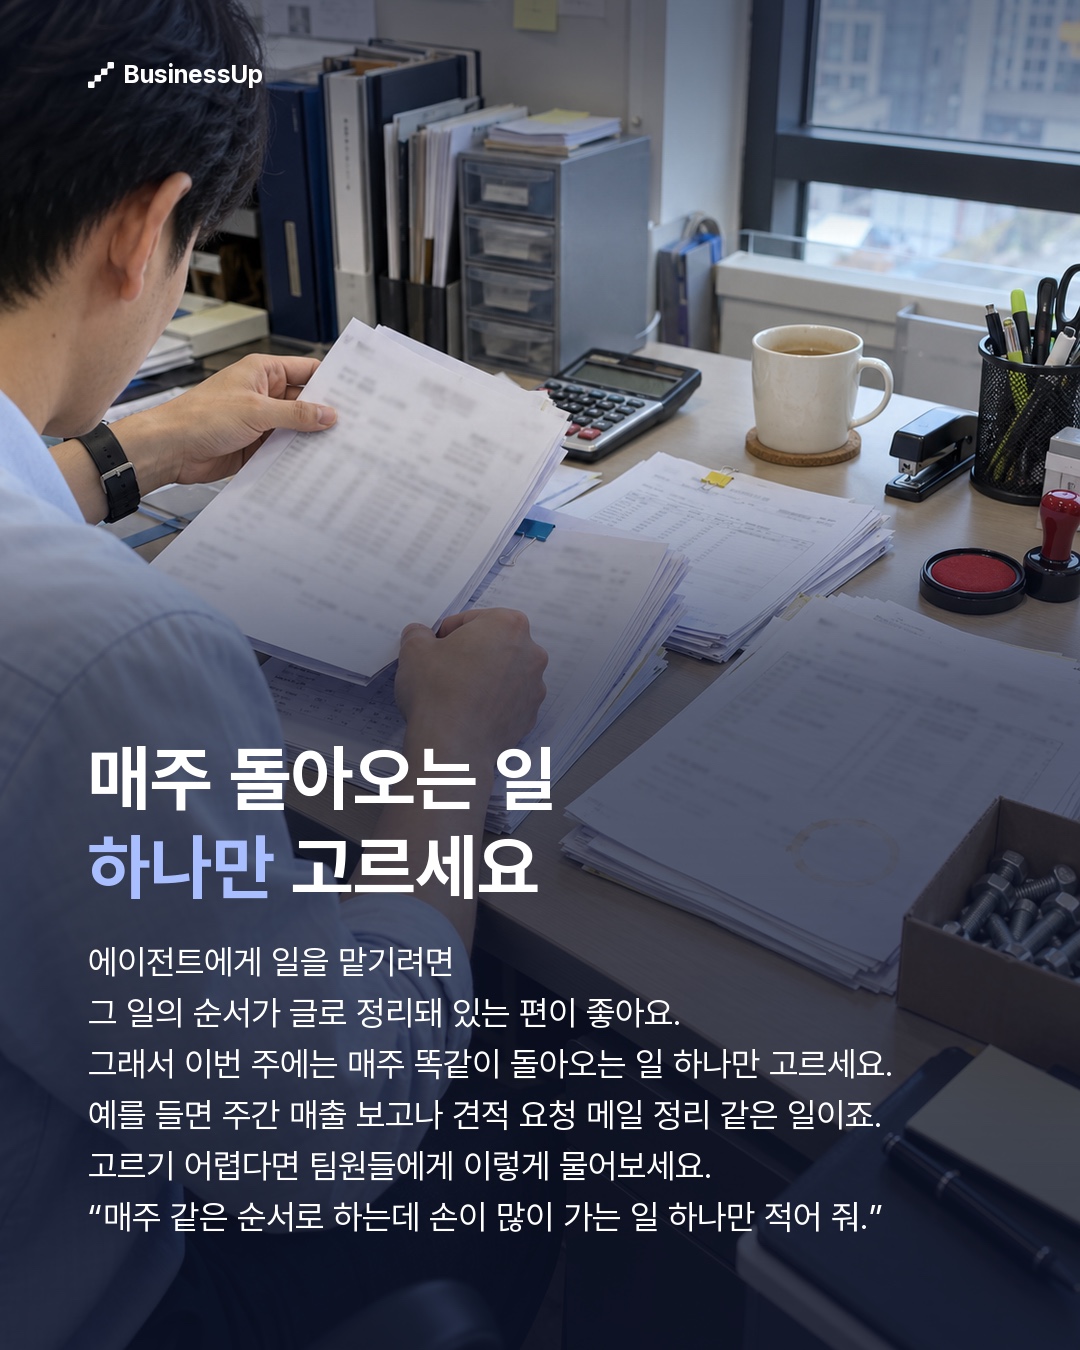 BusinessUp
매주 돌아오는 일
하나만 고르세요
에이전트에게 일을 맡기려면
그 일의 순서가 글로 정리돼 있는 편이 좋아요.
그래서 이번 주에는 매주 똑같이 돌아오는 일 하나만 고르세요.
예를 들면 주간 매출 보고나 견적 요청 메일 정리 같은 일이죠.
고르기 어렵다면 팀원들에게 이렇게 물어보세요.
“매주 같은 순서로 하는데 손이 많이 가는 일 하나만 적어 줘.”